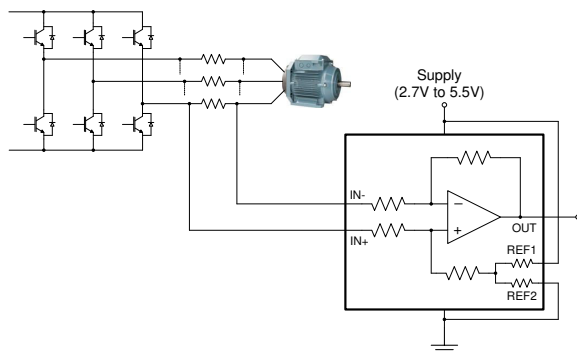 Supply
(2.7V to 5.5V)
IN-
IN+
OUT
REF1
REF2